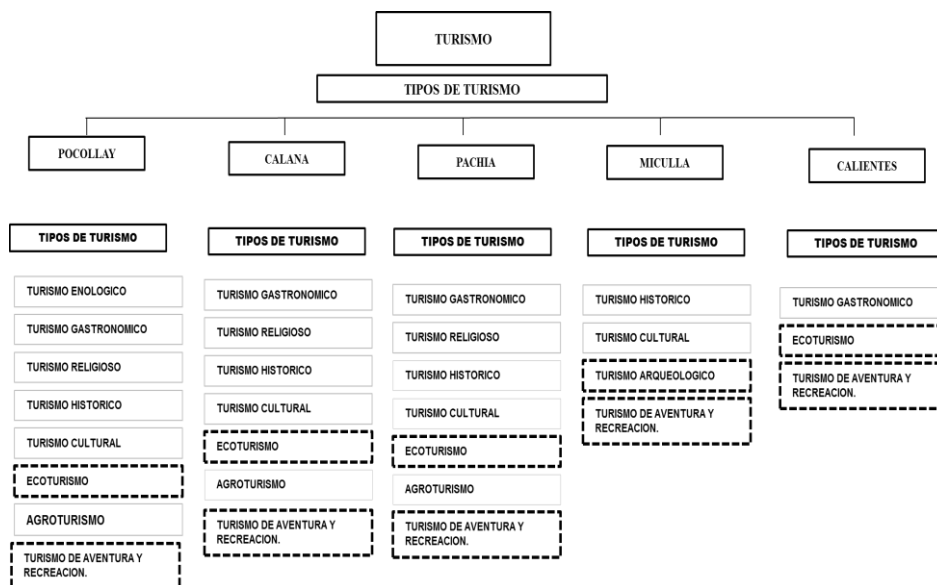 TURISMO
TIPOS DE TURISMO
POCOLLAY
CALANA
PACHIA
MICULLA
CALIENTES
TIPOS DE TURISMO
TURISMO ENOLOGICO
TURISMO GASTRONOMICO
TURISMO RELIGIOSO
TURISMO HISTORICO
TURISMO CULTURAL
ECOTURISMO
AGROTURISMO
TURISMO DE AVENTURA Y
RECREACION.
TIPOS DE TURISMO
TURISMO GASTRONOMICO
TURISMO RELIGIOSO
TURISMO HISTORICO
TURISMO CULTURAL
ECOTURISMO
AGROTURISMO
TURISMO DE AVENTURA Y
RECREACION.
TIPOS DE TURISMO
TURISMO GASTRONOMICO
TURISMO RELIGIOSO
TURISMO HISTORICO
TURISMO CULTURAL
ECOTURISMO
AGROTURISMO
TURISMO DE AVENTURA Y
RECREACION.
TIPOS DE TURISMO
TURISMO HISTORICO
TURISMO CULTURAL
TURISMO ARQUEOLOGICO
TURISMO DE AVENTURA Y
RECREACION.
TIPOS DE TURISMO
TURISMO GASTRONOMICO
ECOTURISMO
TURISMO DE AVENTURA Y
RECREACION.